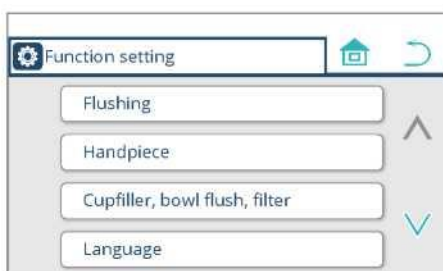 Function setting
Flushing
Handpiece
Cupfiller, bowl flush, filter
Language